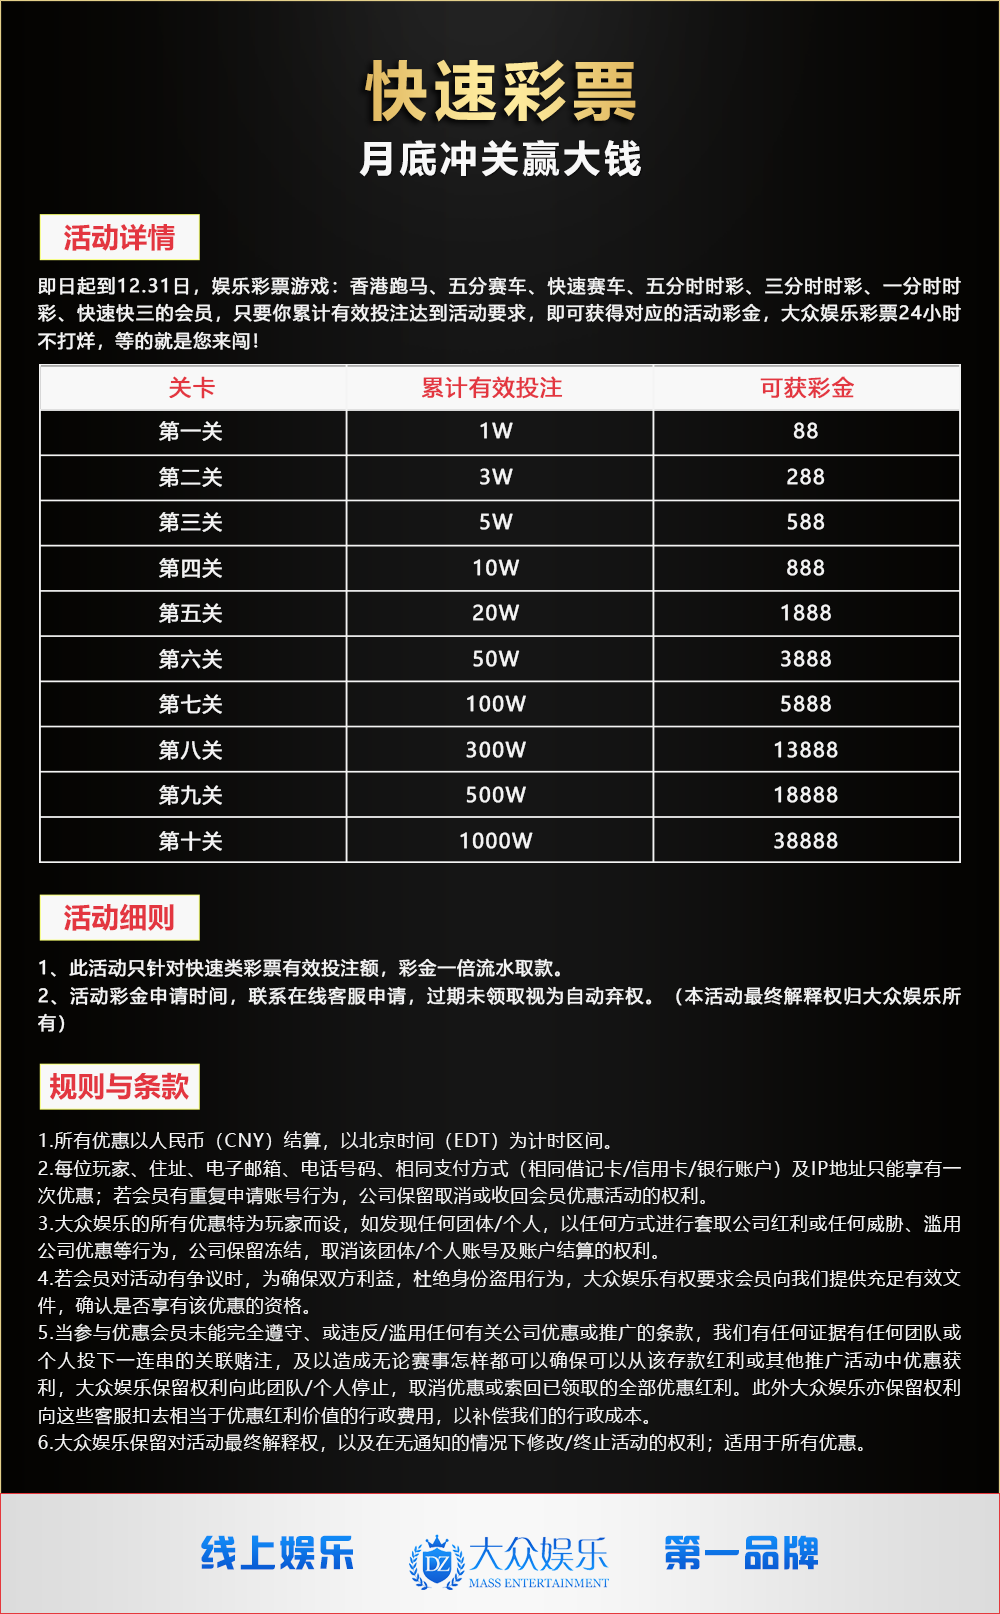 快速彩票
月底冲关赢大钱
活动详情
即日起到12.31日，娱乐彩票游戏：香港跑马、五分赛车、快速赛车、五分时时彩、三分时时彩、一分时时
彩、快速快三的会员，只要你累计有效投注达到活动要求，即可获得对应的活动彩金，大众娱乐彩票24小时
不打烊，等的就是您来闯！
关卡 累计有效投注 可获彩金
第一关 1W 88
第二关 3W 288
第三关 5W 588
第四关 10W 888
第五关 20W 1888
第六关 50W 3888
第七关 100W 5888
第八关 300W 13888
第九关 500W 18888
第十关 1000W 38888
活动细则
1、此活动只针对快速类彩票有效投注额，彩金一倍流水取款。
2、活动彩金申请时间，联系在线客服申请，过期未领取视为自动弃权。（本活动最终解释权归大众娱乐所
有）
规则与条款
1.所有优惠以人民币（CNY）结算，以北京时间（EDT）为计时区间。
2.每位玩家、住址、电子邮箱、电话号码、相同支付方式（相同借记卡/信用卡/银行账户）及IP地址只能享有一
次优惠；若会员有重复申请账号行为，公司保留取消或收回会员优惠活动的权利。
3.大众娱乐的所有优惠特为玩家而设，如发现任何团体/个人，以任何方式进行套取公司红利或任何威胁、滥用
公司优惠等行为，公司保留冻结，取消该团体/个人账号及账户结算的权利。
4.若会员对活动有争议时，为确保双方利益，杜绝身份盗用行为，大众娱乐有权要求会员向我们提供充足有效文
件，确认是否享有该优惠的资格。
5.当参与优惠会员未能完全遵守、或违反/滥用任何有关公司优惠或推广的条款，我们有任何证据有任何团队或
个人投下一连串的关联赌注，及以造成无论赛事怎样都可以确保可以从该存款红利或其他推广活动中优惠获
利，大众娱乐保留权利向此团队/个人停止，取消优惠或索回已领取的全部优惠红利。此外大众娱乐亦保留权利
向这些客服扣去相当于优惠红利价值的行政费用，以补偿我们的行政成本。
6.大众娱乐保留对活动最终解释权，以及在无通知的情况下修改/终止活动的权利；适用于所有优惠。
线上娱乐 DZ 大众娱乐 第一品牌
MASS ENTERTAINMENT